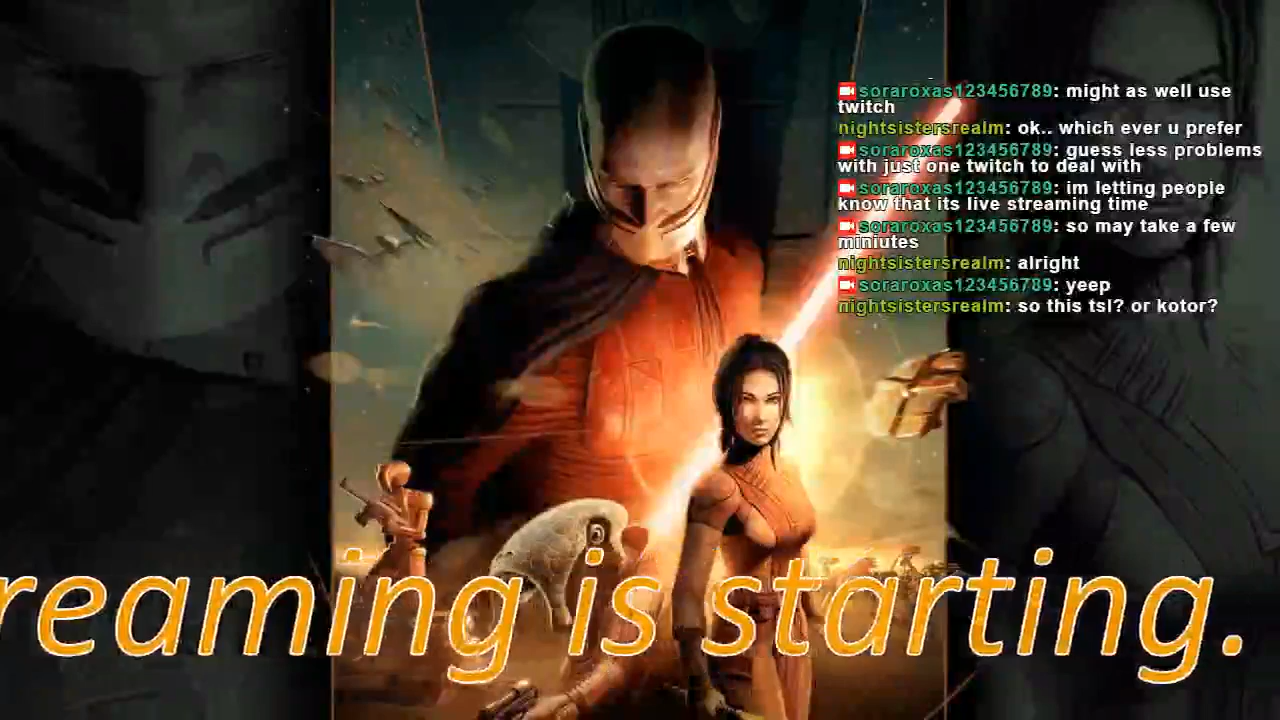 soraroxas123456789: might as well use
twitch
nightsistersrealm: ok.. which ever u prefer
soraroxas123456789: guess less problems
with just one twitch to deal with
soraroxas123456789: im letting people
know that its live streaming time
soraroxas123456789: so may take a few
miniutes
nightsistersrealm: alright
soraroxas123456789: yeep
nightsistersrealm: so this tsl? or kotor?
reaming is starting.